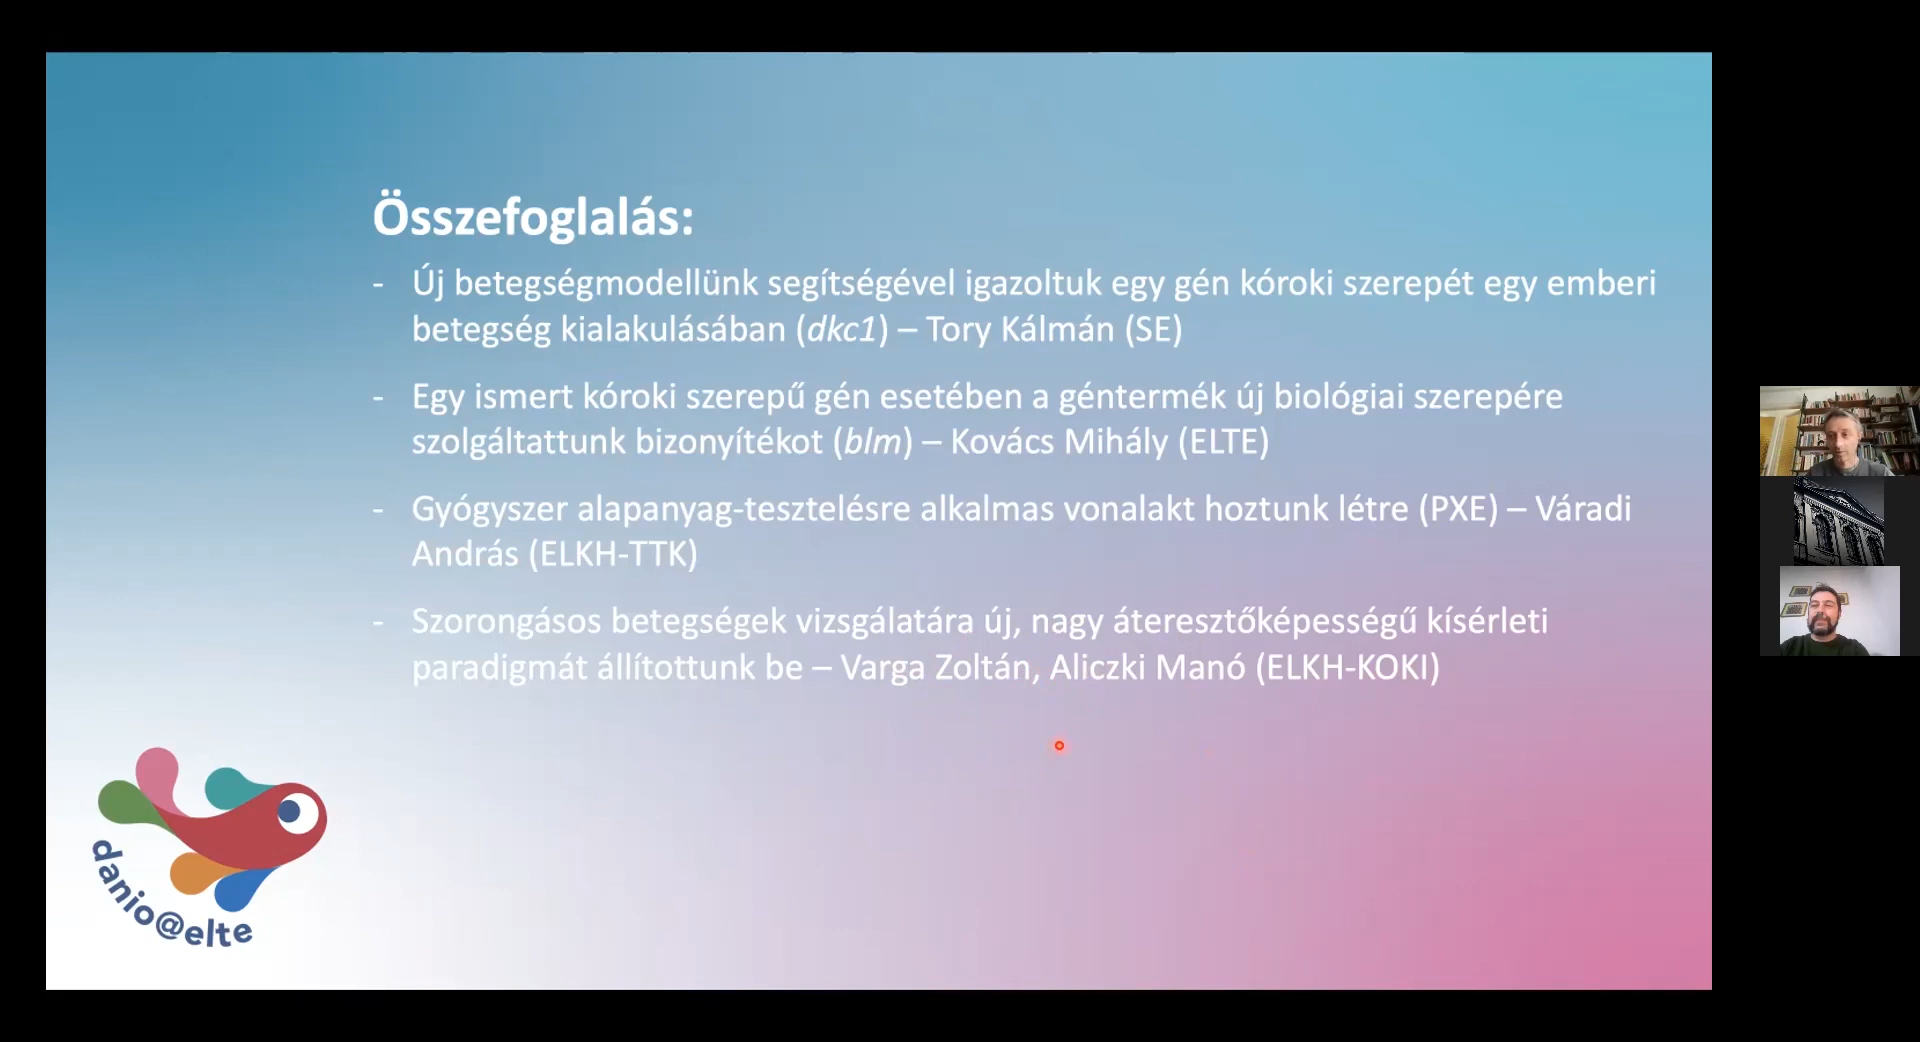 Összefoglalás:
- Új betegségmodellünk segítségével igazoltuk egy gén kóroki szerepét egy emberi
betegség kialakulásában (dkc1) – Tory Kálmán (SE)
- Egy ismert kóroki szerepű gén esetében a géntermék új biológiai szerepére
szolgáltattunk bizonyítékot (blm) – Kovács Mihály (ELTE)
- Gyógyszer alapanyag-tesztelésre alkalmas vonalakt hoztunk létre (PXE) – Váradi
András (ELKH-TTK)
- Szorongásos betegségek vizsgálatára új, nagy áteresztőképességű kísérleti
paradigmát állítottunk be – Varga Zoltán, Aliczki Manó (ELKH-KOKI)
danio@elte